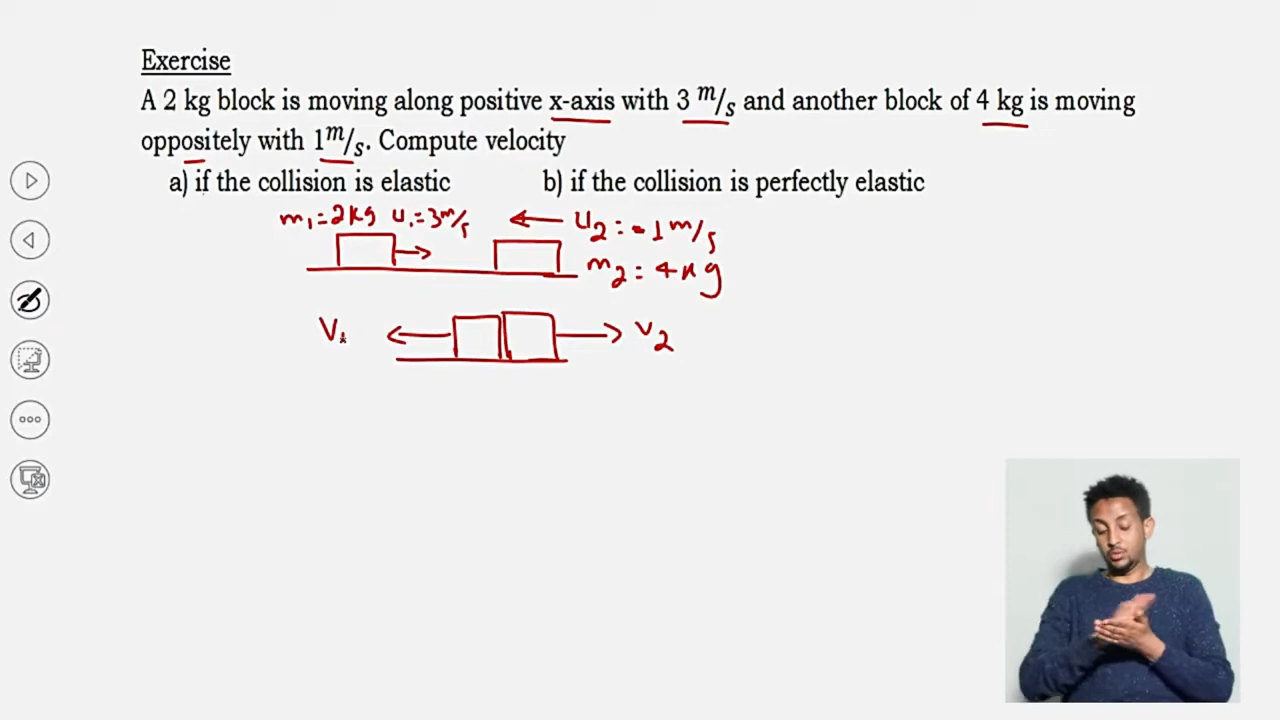 Exercise
A 2 kg block is moving along positive x-axis with 3 m/s and another block of 4 kg is moving
oppositely with 1 m/s. Compute velocity
a) if the collision is elastic b) if the collision is perfectly elastic
m₁=2kg u₁=3m/s u₂=-1m/s
m₂=4kg
V₁ v₂